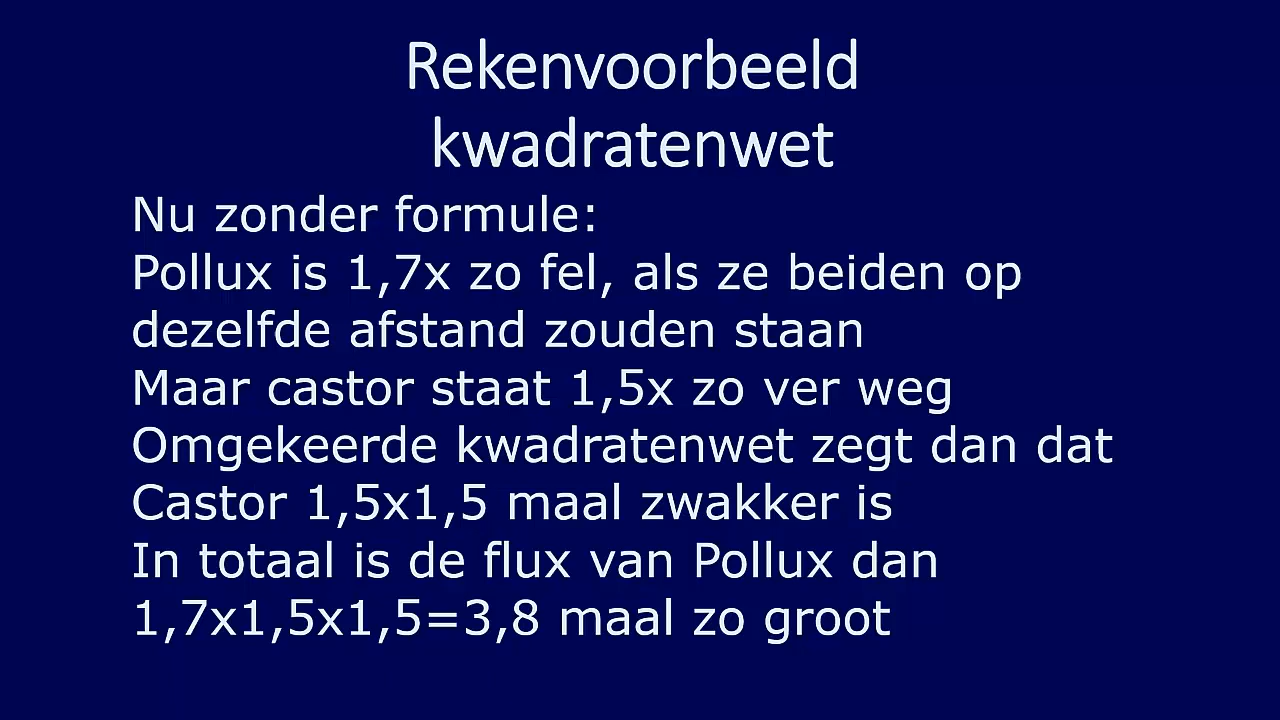 Rekenvoorbeeld
kwadratenwet
Nu zonder formule:
Pollux is 1,7x zo fel, als ze beiden op
dezelfde afstand zouden staan
Maar castor staat 1,5x zo ver weg
Omgekeerde kwadratenwet zegt dan dat
Castor 1,5x1,5 maal zwakker is
In totaal is de flux van Pollux dan
1,7x1,5x1,5=3,8 maal zo groot